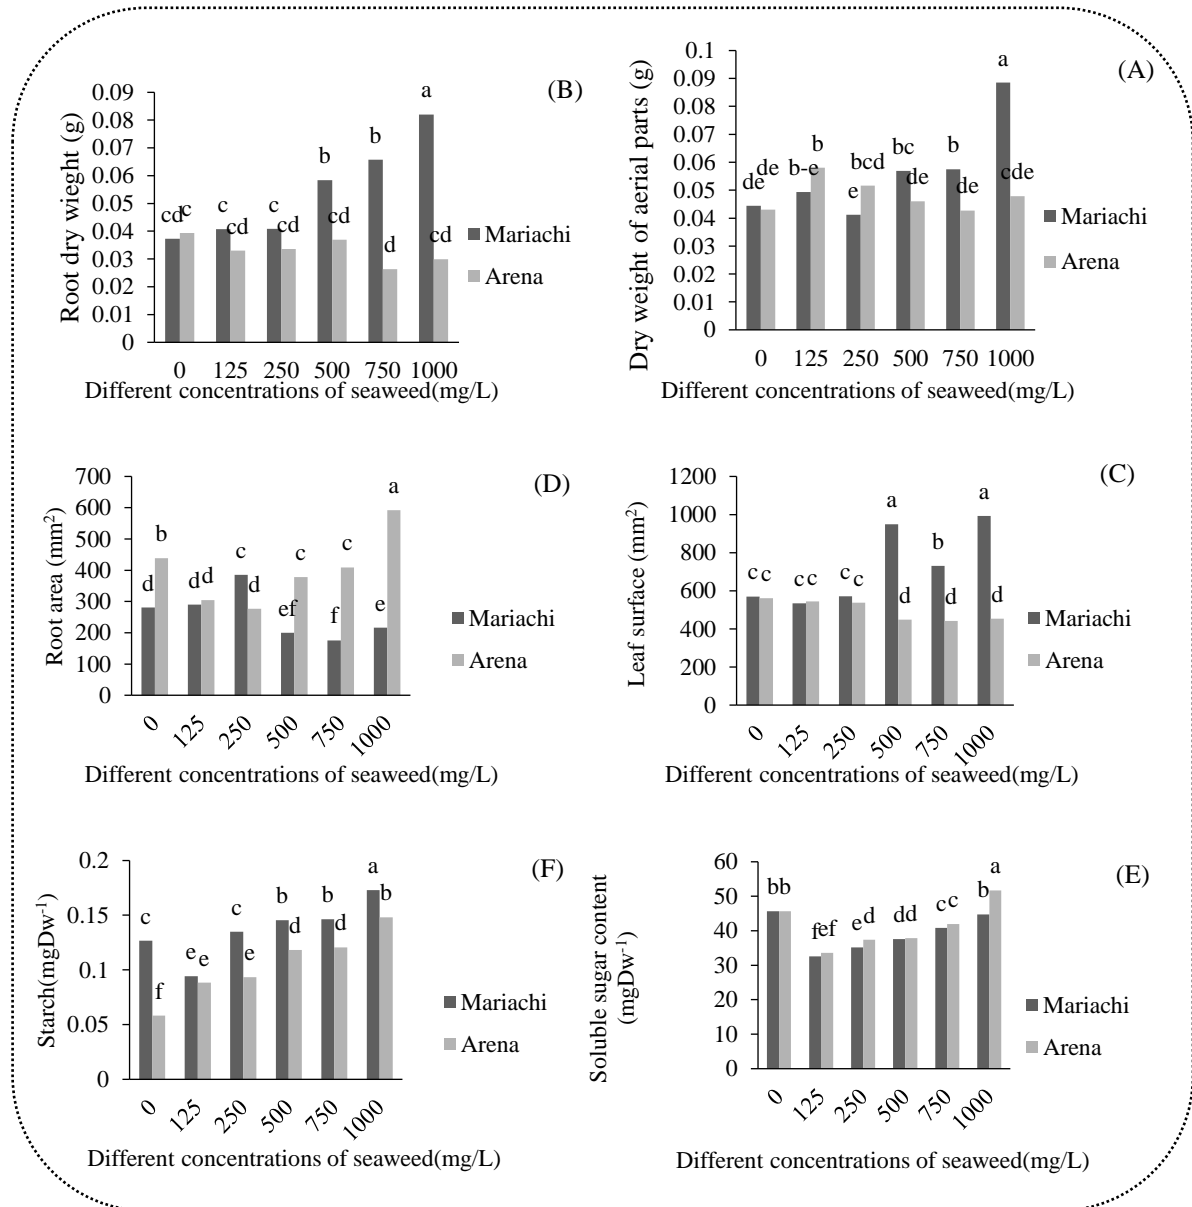 (B)
Root dry wieght (g)
0.09
0.08
0.07
0.06
0.05
0.04
0.03
0.02
0.01
0
cd c c cd c cd b cd b d a cd
0 125 250 500 750 1000
Different concentrations of seaweed(mg/L)
Mariachi
Arena
(A)
Dry weight of aerial parts (g)
0.1
0.09
0.08
0.07
0.06
0.05
0.04
0.03
0.02
0.01
0
de de b-e b e bcd bc de b de a cde
0 125 250 500 750 1000
Different concentrations of seaweed(mg/L)
Mariachi
Arena
(D)
Root area (mm²)
700
600
500
400
300
200
100
0
d b d d c d ef c f c e a
0 125 250 500 750 1000
Different concentrations of seaweed(mg/L)
Mariachi
Arena
(C)
Leaf surface (mm²)
1200
1000
800
600
400
200
0
c c c c c c a d b d a d
0 125 250 500 750 1000
Different concentrations of seaweed(mg/L)
Mariachi
Arena
(F)
Starch(mgDw⁻¹)
0.2
0.15
0.1
0.05
0
c f e e c e b d b d a b
0 125 250 500 750 1000
Different concentrations of seaweed(mg/L)
Mariachi
Arena
(E)
Soluble sugar content
(mgDw⁻¹)
60
50
40
30
20
10
0
b b f ef e d d d c c b a
0 125 250 500 750 1000
Different concentrations of seaweed(mg/L)
Mariachi
Arena